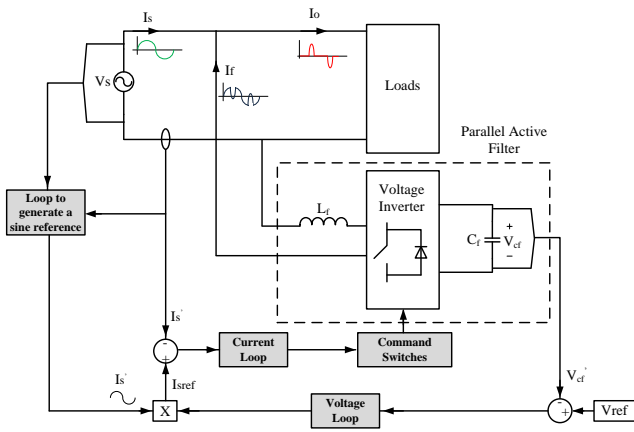 Is
Io
If
Vs
Loads
Parallel Active
Filter
Voltage
Inverter
Lf
Cf
+
Vcf
−
Loop to
generate a
sine reference
Is'
-
+
Current
Loop
Command
Switches
Isref
Is'
X
Voltage
Loop
Vcf'
-
+
Vref